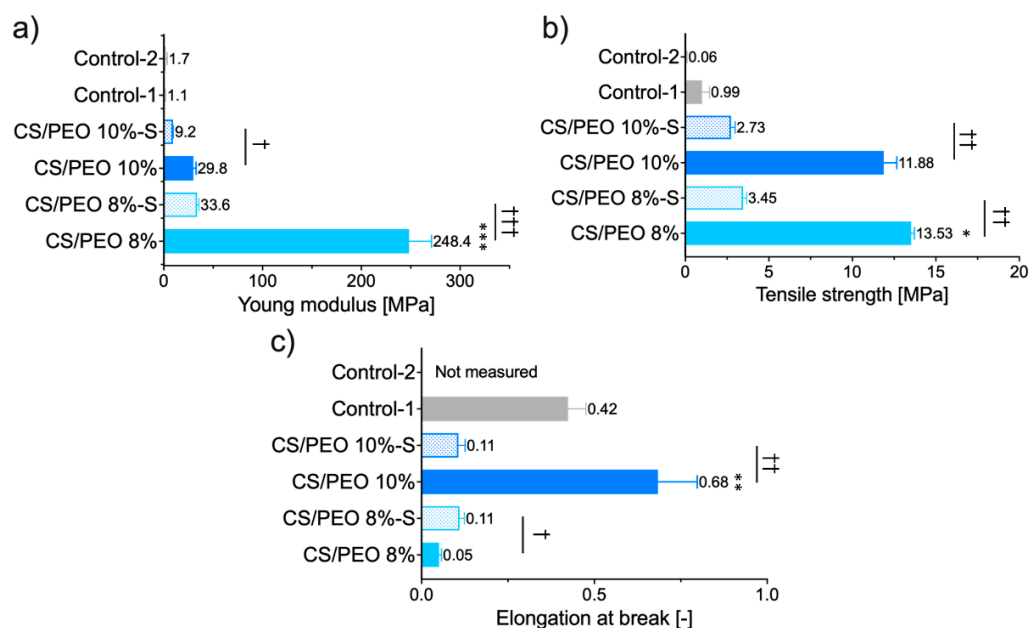 a)
Control-2
1.7
Control-1
1.1
CS/PEO 10%-S
9.2
†
CS/PEO 10%
29.8
CS/PEO 8%-S
33.6
†††
CS/PEO 8%
248.4
***
0 100 200 300
Young modulus [MPa]
b)
Control-2
0.06
Control-1
0.99
CS/PEO 10%-S
2.73
††
CS/PEO 10%
11.88
CS/PEO 8%-S
3.45
††
CS/PEO 8%
13.53 *
0 5 10 15 20
Tensile strength [MPa]
c)
Control-2
Not measured
Control-1
0.42
CS/PEO 10%-S
0.11
††
CS/PEO 10%
0.68 **
CS/PEO 8%-S
0.11
†
CS/PEO 8%
0.05
0.0 0.5 1.0
Elongation at break [-]